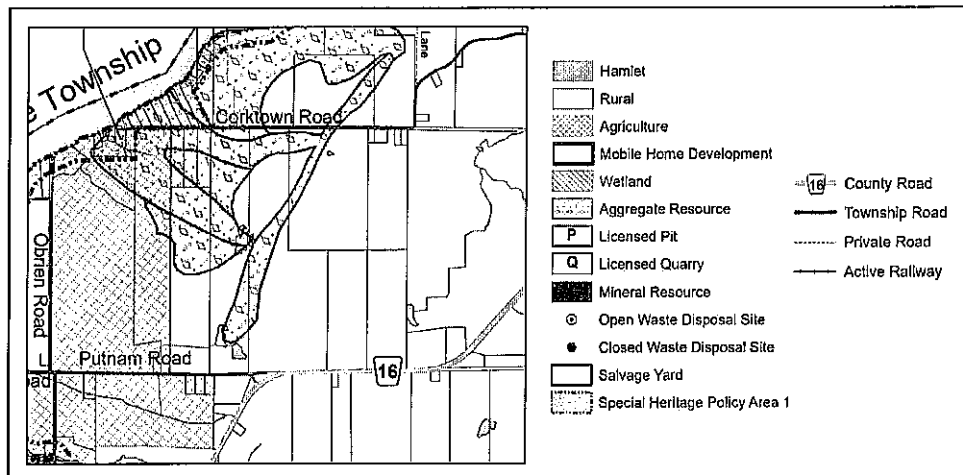 e Township
Lane
Corktown Road
Obrien Road
L
Putnam Road
oad
16
Hamlet
Rural
Agriculture
Mobile Home Development
Wetland
Aggregate Resource
P Licensed Pit
Q Licensed Quarry
Mineral Resource
Open Waste Disposal Site
Closed Waste Disposal Site
Salvage Yard
Special Heritage Policy Area 1
16 County Road
Township Road
Private Road
Active Railway